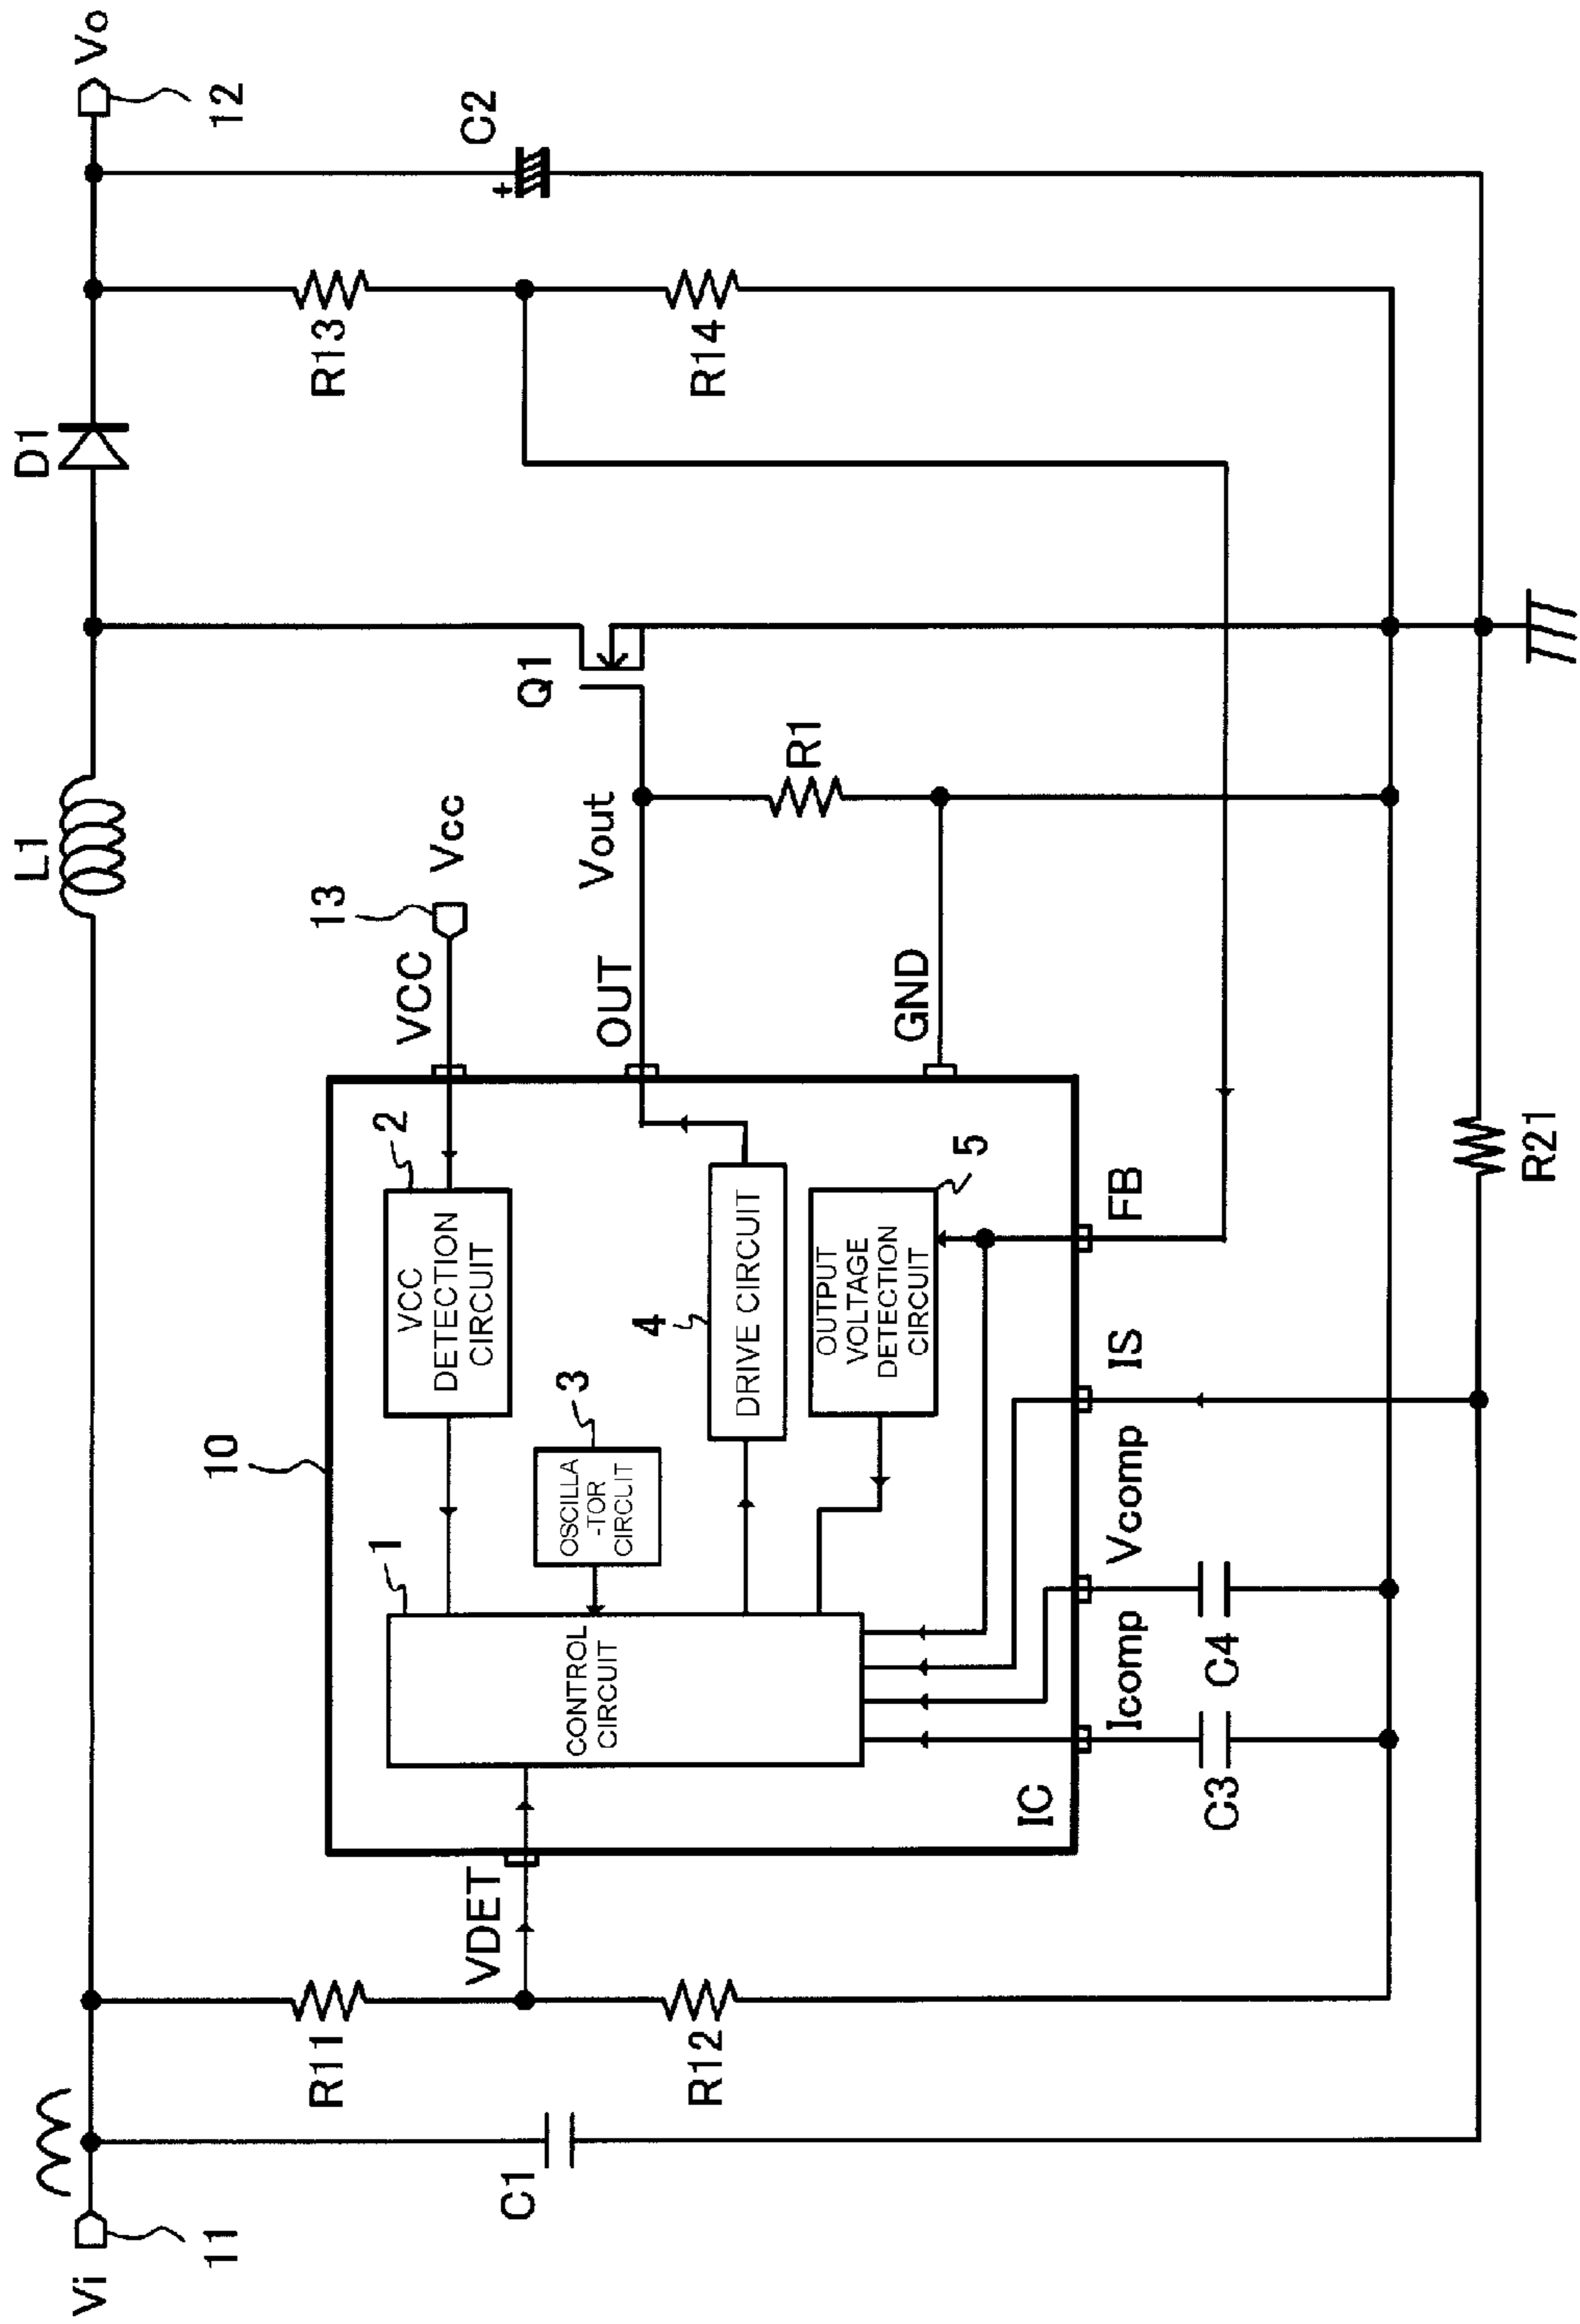 Vi
11
L1
D1
Vo
12
C1
R11
R12
VDET
10
IC
1
CONTROL
CIRCUIT
VCC
DETECTION
CIRCUIT
2
OSCILLA
-TOR
CIRCUIT
3
DRIVE CIRCUIT
4
OUTPUT
VOLTAGE
DETECTION
CIRCUIT
5
VCC
13
Vcc
OUT
Vout
GND
Q1
R1
R13
R14
+
C2
Icomp
Vcomp
IS
FB
C3
C4
R21